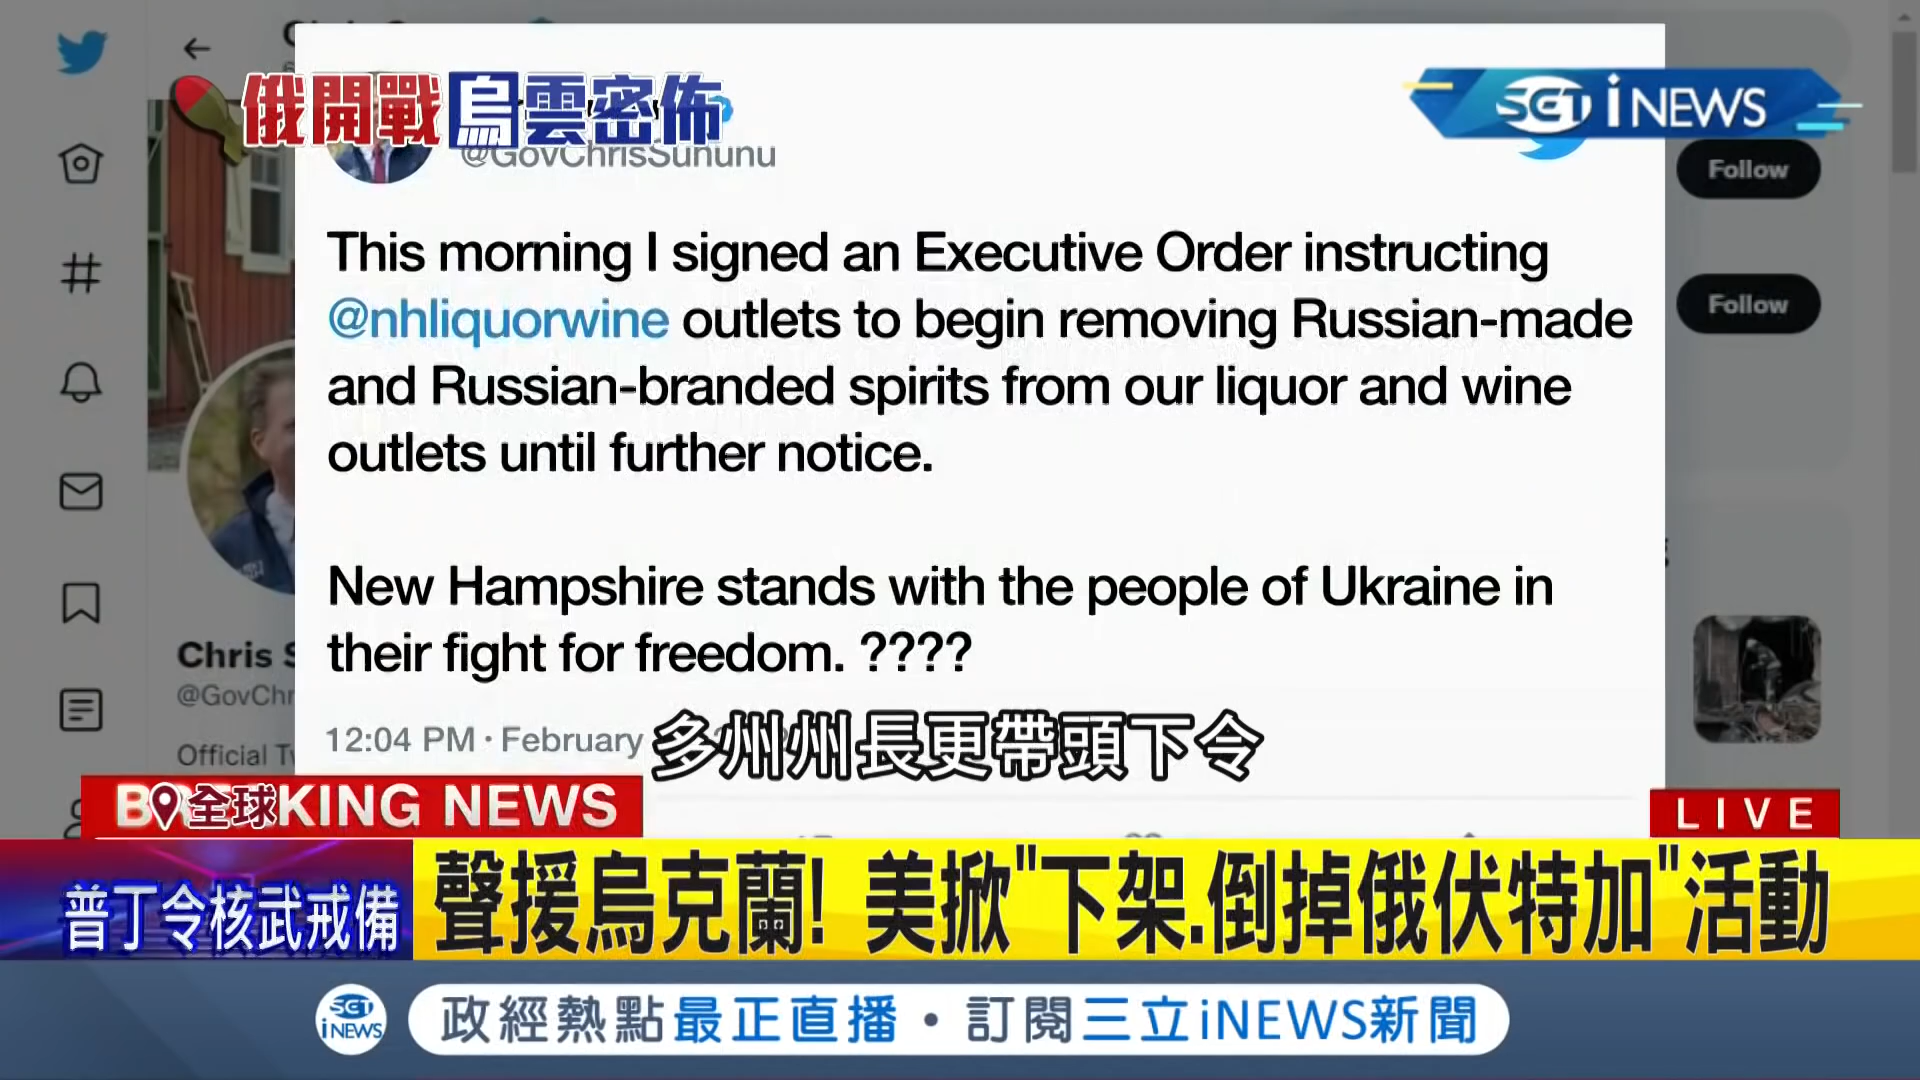 俄開戰烏雲密佈
SET iNEWS
@GovChrisSununu
Follow
This morning I signed an Executive Order instructing
@nhliquorwine outlets to begin removing Russian-made
and Russian-branded spirits from our liquor and wine
outlets until further notice.
Follow
New Hampshire stands with the people of Ukraine in
their fight for freedom. ????
Chris
@GovChr
Official
12:04 PM · February
多州州長更帶頭下令
BREAKING NEWS
全球
LIVE
普丁令核武戒備
聲援烏克蘭! 美掀"下架.倒掉俄伏特加"活動
SET iNEWS
政經熱點最正直播・訂閱三立iNEWS新聞